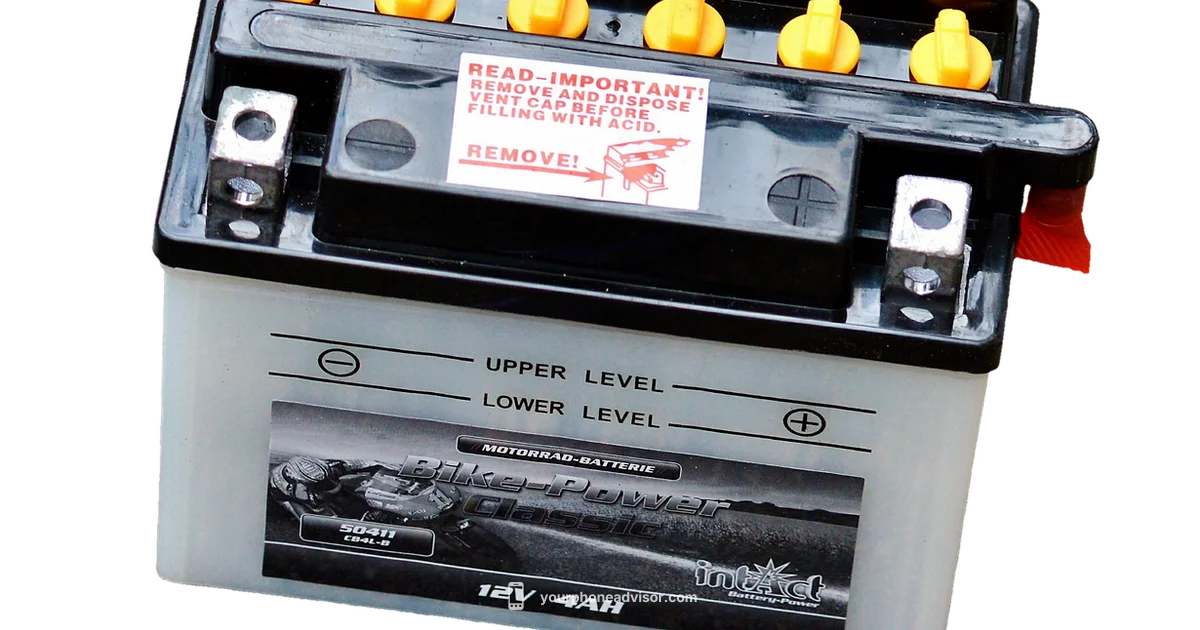 READ-IMPORTANT!
REMOVE AND DISPOSE
VENT CAP BEFORE
FILLING WITH ACID.
REMOVE!
UPPER LEVEL
LOWER LEVEL
MOTORRAD-BATTERIE
Bike-Power
Classic
50411
CB4L-B
intAct
Battery-Power
12V 4AH
yourphoneadvisor.com